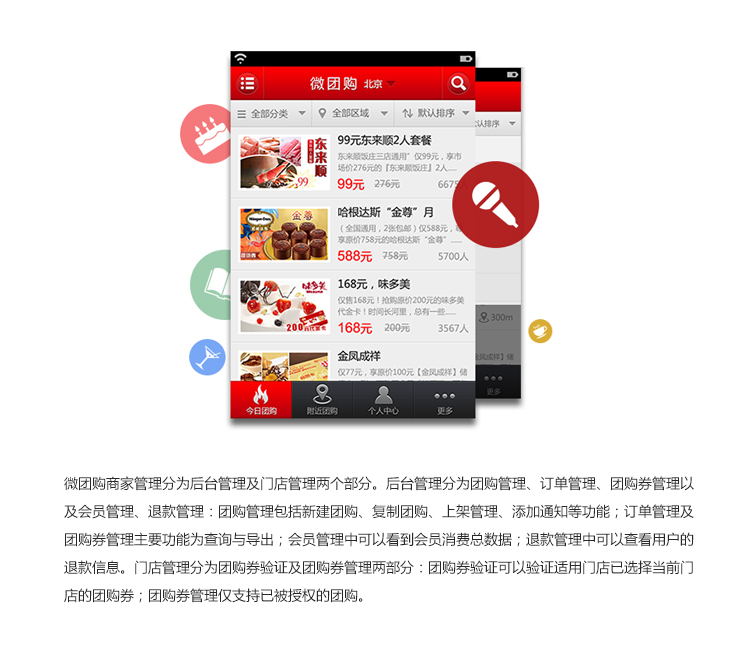 微团购 北京
全部分类 全部区域 默认排序
默认排序
99元东来顺2人套餐
东来顺饭庄三店通用"仅99元，享市
场价276元的『东来顺饭庄』2人......
99元 276元
东来顺
99
哈根达斯“金尊”月
（全国通用，2张包邮）仅588元，尊
享原价758元的哈根达斯“金尊”......
588元 758元 5700人
金尊
Häagen-Dazs
168元，味多美
仅售168元！抢购原价200元的味多美
代金卡！时间长河里，总有一些......
168元 200元 3567人
味多美
300m
金凤成祥
仅77元，享原价100元【金凤成祥】储
金凤成祥】储
今日团购 附近团购 个人中心 更多
更多
微团购商家管理分为后台管理及门店管理两个部分。后台管理分为团购管理、订单管理、团购券管理以
及会员管理、退款管理：团购管理包括新建团购、复制团购、上架管理、添加通知等功能；订单管理及
团购券管理主要功能为查询与导出；会员管理中可以看到会员消费总数据；退款管理中可以查看用户的
退款信息。门店管理分为团购券验证及团购券管理两部分：团购券验证可以验证适用门店已选择当前门
店的团购券；团购券管理仅支持已被授权的团购。